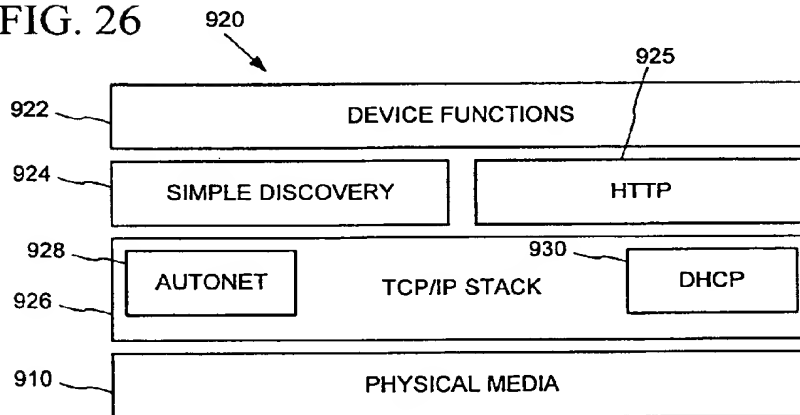 FIG. 26
920
925
922
DEVICE FUNCTIONS
924
SIMPLE DISCOVERY
HTTP
928
930
AUTONET
TCP/IP STACK
DHCP
926
910
PHYSICAL MEDIA